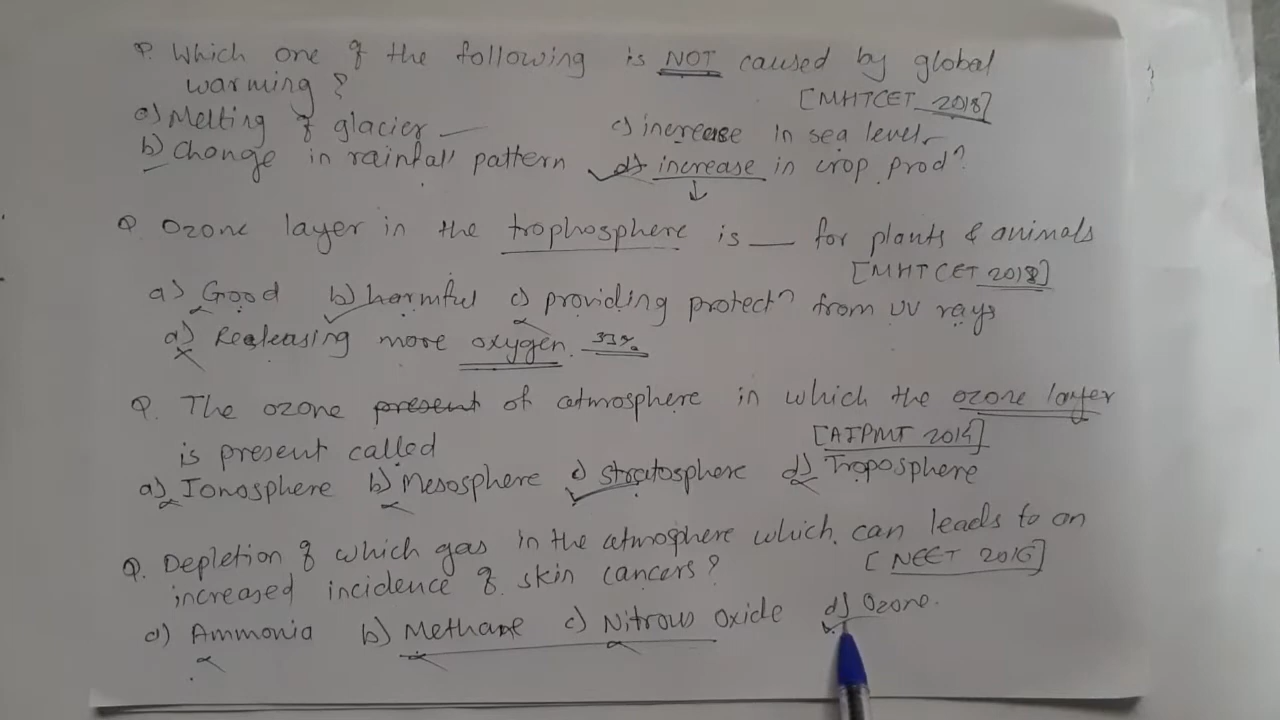 Q. Which one of the following is NOT caused by global
warming?
[MHTCET 2018]
a) Melting of glacier c) increase in sea level
b) Change in rainfall pattern d) increase in crop prodⁿ
Q. Ozone layer in the trophosphere is __ for plants & animals
[MHTCET 2018]
a) Good b) harmful c) providing protectⁿ from UV rays
d) Realeasing more oxygen. 33%
Q. The ozone present of atmosphere in which the ozone layer
is present called
[AIPMT 2014]
a) Ionosphere b) Mesosphere c) Stratosphere d) Troposphere
Q. Depletion of which gas in the atmosphere which can leads to an
increased incidence of skin cancers?
[NEET 2016]
a) Ammonia b) Methane c) Nitrous oxide d) Ozone.